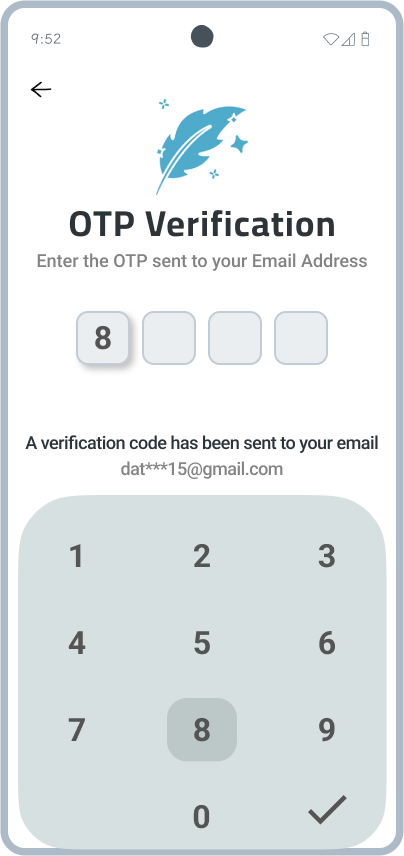 9:52
OTP Verification
Enter the OTP sent to your Email Address
8
A verification code has been sent to your email
dat***15@gmail.com
1 2 3
4 5 6
7 8 9
0